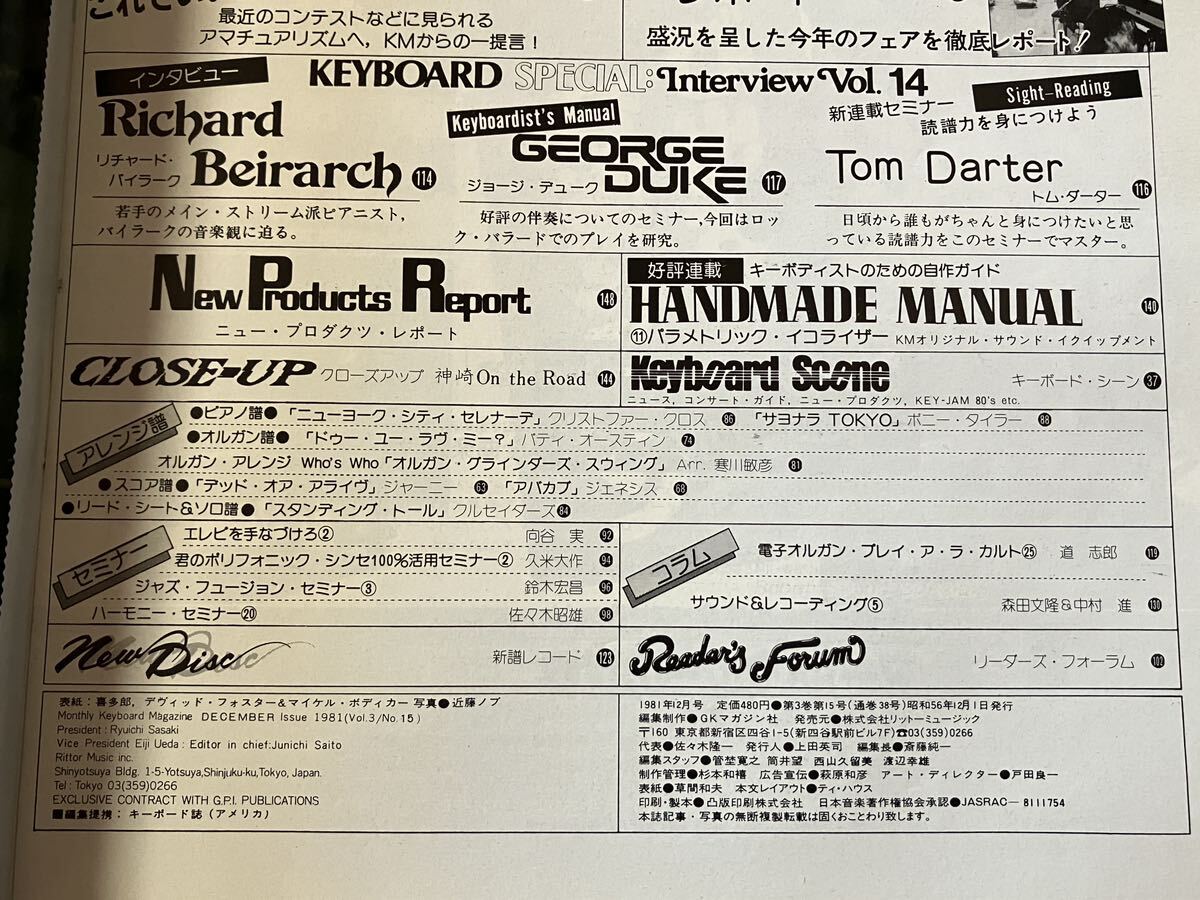 最近のコンテストなどに見られる
アマチュアリズムへ，KMからの一提言！
盛況を呈した今年のフェアを徹底レポート！
インタビュー
KEYBOARD SPECIAL: Interview Vol. 14
Richard
Beirarch 114
リチャード・
バイラーク
若手のメイン・ストリーム派ピアニスト，
バイラークの音楽観に迫る。
Keyboardist's Manual
GEORGE
DUKE 117
ジョージ・デューク
好評の伴奏についてのセミナー，今回はロッ
ク・バラードでのプレイを研究。
Sight-Reading
新連載セミナー
読譜力を身につけよう
Tom Darter
トム・ダーター 116
日頃から誰もがちゃんと身につけたいと思
っている読譜力をこのセミナーでマスター。
New Products Report 148
ニュー・プロダクツ・レポート
好評連載 キーボディストのための自作ガイド
HANDMADE MANUAL 140
⑪パラメトリック・イコライザー KMオリジナル・サウンド・イクイップメント
CLOSE-UP クローズアップ 神崎On the Road 144
Keyboard Scene キーボード・シーン 37
ニュース，コンサート・ガイド，ニュー・プロダクツ，KEY-JAM 80's etc.
アレンジ譜
●ピアノ譜●「ニューヨーク・シティ・セレナーデ」クリストファー・クロス 86 「サヨナラ TOKYO」ボニー・タイラー 88
●オルガン譜● 「ドゥー・ユー・ラヴ・ミー？」パティ・オースティン 74
オルガン・アレンジ Who's Who「オルガン・グラインダーズ・スウィング」Arr. 寒川敏彦 81
●スコア譜●「デッド・オア・アライヴ」ジャーニー 63 「アバカブ」ジェネシス 68
●リード・シート＆ソロ譜●「スタンディング・トール」クルセイダーズ 84
セミナー
エレピを手なづけろ② 向谷 実 92
君のポリフォニック・シンセ100％活用セミナー② 久米大作 94
ジャズ・フュージョン・セミナー③ 鈴木宏昌 96
ハーモニー・セミナー⑳ 佐々木昭雄 98
コラム
電子オルガン・プレイ・ア・ラ・カルト㉕ 道 志郎 119
サウンド＆レコーディング⑤ 森田文隆＆中村 進 130
New Disc 新譜レコード 123
Reader's Forum リーダーズ・フォーラム 102
表紙：喜多郎，デヴィッド・フォスター＆マイケル・ボディカー 写真●近藤ノブ
Monthly Keyboard Magazine DECEMBER Issue 1981(Vol.3/No.15)
President : Ryuichi Sasaki
Vice President Eiji Ueda : Editor in chief:Junichi Saito
Rittor Music inc.
Shinyotsuya Bldg. 1-5-Yotsuya,Shinjuku-ku,Tokyo, Japan.
Tel : Tokyo 03(359)0266
EXCLUSIVE CONTRACT WITH G.P.I. PUBLICATIONS
■編集提携：キーボード誌（アメリカ）
1981年12月号 定価480円●第3巻第15号（通巻38号）昭和56年12月1日発行
編集制作●GKマガジン社 発売元●株式会社リットーミュージック
〒160 東京都新宿区四谷1-5（新四谷駅前ビル7F）☎03(359)0266
代表●佐々木隆一 発行人●上田英司 編集長●斎藤純一
編集スタッフ●管埜寛之 筒井望 西山久留美 渡辺幸雄
制作管理●杉本和禧 広告宣伝●萩原和彦 アート・ディレクター●戸田良一
表紙●草間和夫 本文レイアウト●ティ・ハウス
印刷・製本●凸版印刷株式会社 日本音楽著作権協会承認●JASRAC－8111754
本誌記事・写真の無断複製転載は固くおことわり致します。